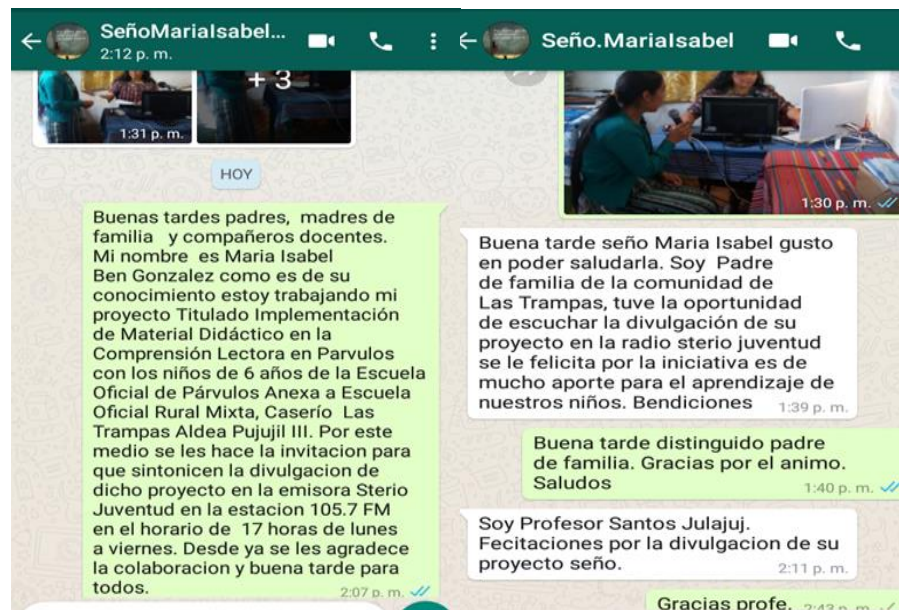 SeñoMariaIsabel...
2:12 p. m.
+ 3
1:31 p. m.
HOY
Buenas tardes padres, madres de
familia y compañeros docentes.
Mi nombre es Maria Isabel
Ben Gonzalez como es de su
conocimiento estoy trabajando mi
proyecto Titulado Implementación
de Material Didáctico en la
Comprensión Lectora en Parvulos
con los niños de 6 años de la Escuela
Oficial de Párvulos Anexa a Escuela
Oficial Rural Mixta, Caserío Las
Trampas Aldea Pujujil III. Por este
medio se les hace la invitacion para
que sintonicen la divulgacion de
dicho proyecto en la emisora Sterio
Juventud en la estacion 105.7 FM
en el horario de 17 horas de lunes
a viernes. Desde ya se les agradece
la colaboracion y buena tarde para
todos.
2:07 p. m.
Seño.MariaIsabel
1:30 p. m.
Buena tarde seño Maria Isabel gusto
en poder saludarla. Soy Padre
de familia de la comunidad de
Las Trampas, tuve la oportunidad
de escuchar la divulgación de su
proyecto en la radio sterio juventud
se le felicita por la iniciativa es de
mucho aporte para el aprendizaje de
nuestros niños. Bendiciones
1:39 p. m.
Buena tarde distinguido padre
de familia. Gracias por el animo.
Saludos
1:40 p. m.
Soy Profesor Santos Julajuj.
Fecitaciones por la divulgacion de su
proyecto seño.
2:11 p. m.
Gracias profe.
2:43 p. m.